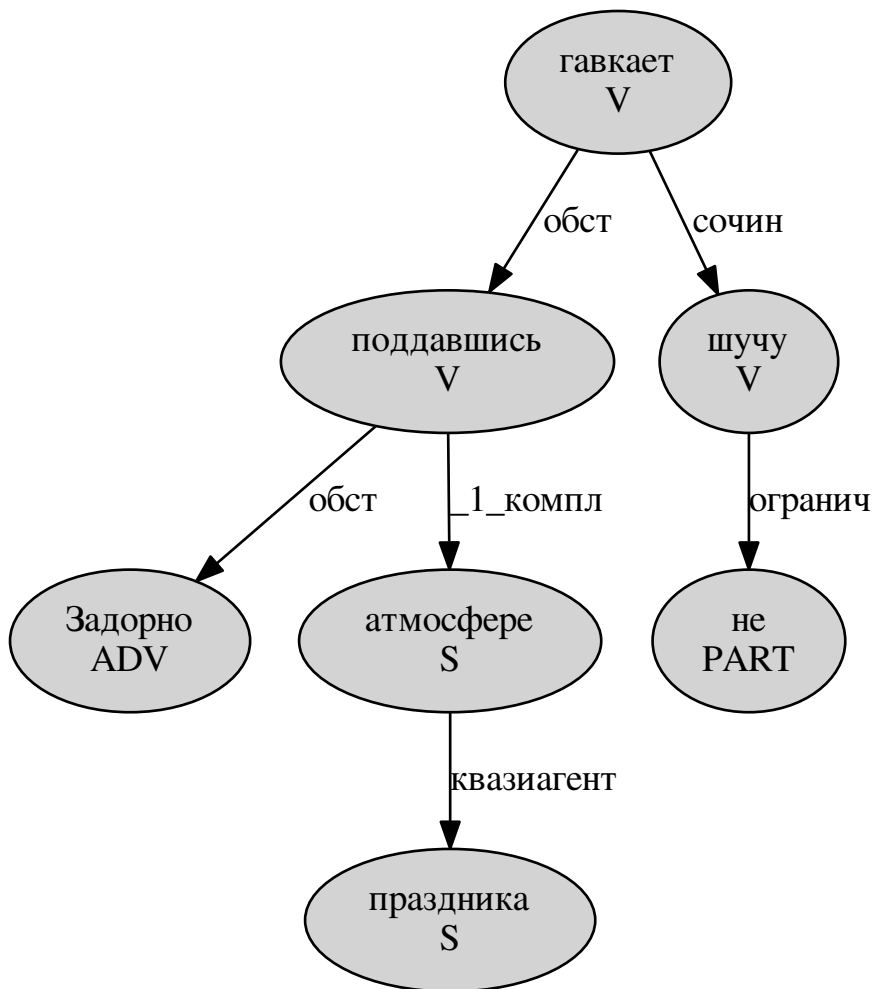 гавкает
V
обст
сочин
поддавшись
V
шучу
V
обст
_1_компл
огранич
Задорно
ADV
атмосфере
S
не
PART
квазиагент
праздника
S